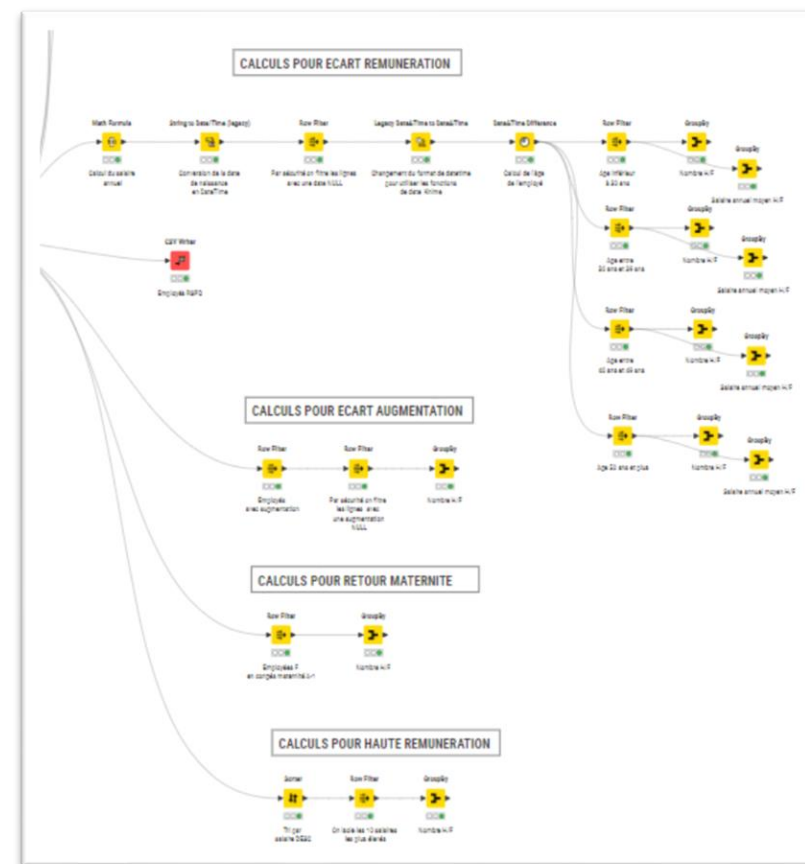 CALCULS POUR ECART REMUNERATION
Math Formula
String to Date/Time (legacy)
Row Filter
Legacy Date&Time to Date&Time
Date&Time Difference
Row Filter
GroupBy
GroupBy
Calcul du salaire
annuel
Conversion de la date
de naissance
en DateTime
Par sécurité on filtre les lignes
avec une date NULL
Changement du format de datetime
pour utiliser les fonctions
de date Knime
Calcul de l'âge
de l'employé
Age inférieur
à 30 ans
Nombre H/F
Salaire annuel moyen H/F
Row Filter
GroupBy
GroupBy
Age entre
30 ans et 39 ans
Nombre H/F
Salaire annuel moyen H/F
CSV Writer
Employés
Row Filter
GroupBy
GroupBy
Age entre
40 ans et 49 ans
Nombre H/F
Salaire annuel moyen H/F
Row Filter
GroupBy
GroupBy
Age 50 ans et plus
Nombre H/F
Salaire annuel moyen H/F
CALCULS POUR ECART AUGMENTATION
Row Filter
Row Filter
GroupBy
Employés
avec augmentation
Par sécurité on filtre
les lignes avec
une augmentation
NULL
Nombre H/F
CALCULS POUR RETOUR MATERNITE
Row Filter
GroupBy
Employées F
en congés maternité
Nombre H/F
CALCULS POUR HAUTE REMUNERATION
Sorter
Row Filter
GroupBy
Tri par
salaire DESC
On isole les 10 salaires
les plus élevés
Nombre H/F